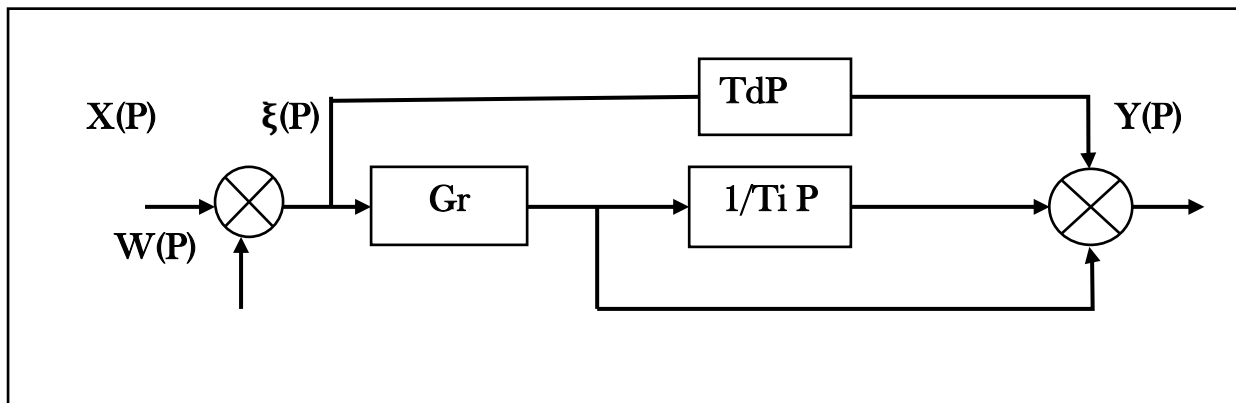 TdP
X(P)
ξ(P)
Y(P)
Gr
1/Ti P
W(P)